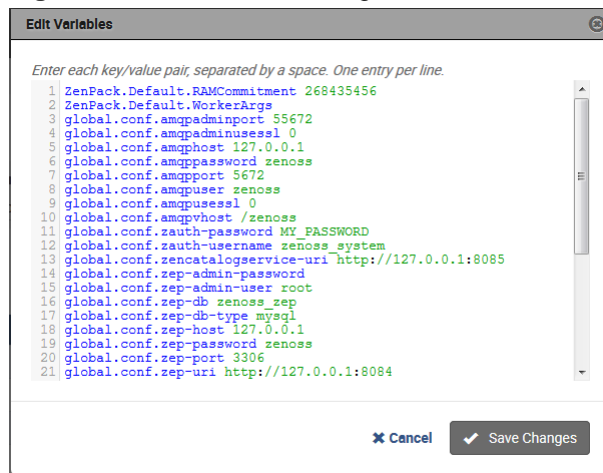 Edit Variables
Enter each key/value pair, separated by a space. One entry per line.
1 ZenPack.Default.RAMCommitment 268435456
2 ZenPack.Default.WorkerArgs
3 global.conf.amqpadminport 55672
4 global.conf.amqpadminusessl 0
5 global.conf.amqphost 127.0.0.1
6 global.conf.amqppassword zenoss
7 global.conf.amqpport 5672
8 global.conf.amqpuser zenoss
9 global.conf.amqpusessl 0
10 global.conf.amqpvhost /zenoss
11 global.conf.zauth-password MY_PASSWORD
12 global.conf.zauth-username zenoss_system
13 global.conf.zencatalogservice-uri http://127.0.0.1:8085
14 global.conf.zep-admin-password
15 global.conf.zep-admin-user root
16 global.conf.zep-db zenoss_zep
17 global.conf.zep-db-type mysql
18 global.conf.zep-host 127.0.0.1
19 global.conf.zep-password zenoss
20 global.conf.zep-port 3306
21 global.conf.zep-uri http://127.0.0.1:8084
Cancel
Save Changes